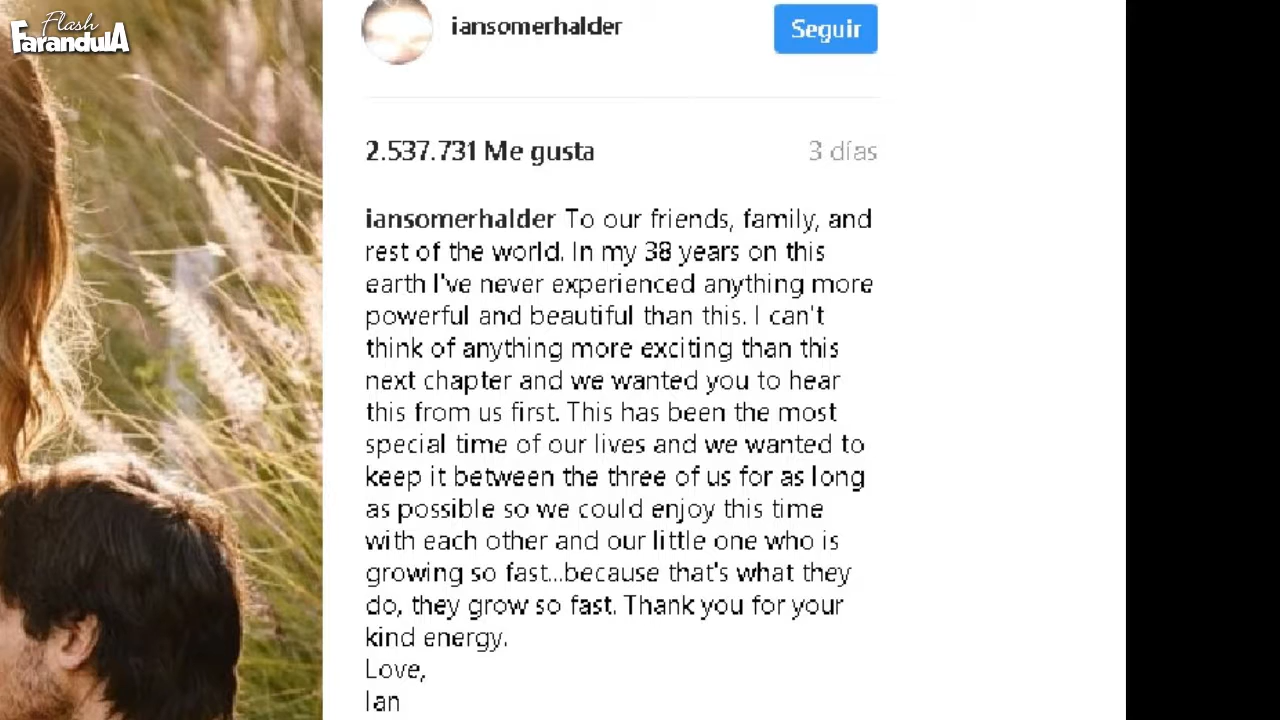 Flash
FarandulA
iansomerhalder
Seguir
2.537.731 Me gusta
3 días
iansomerhalder To our friends, family, and
rest of the world. In my 38 years on this
earth I've never experienced anything more
powerful and beautiful than this. I can't
think of anything more exciting than this
next chapter and we wanted you to hear
this from us first. This has been the most
special time of our lives and we wanted to
keep it between the three of us for as long
as possible so we could enjoy this time
with each other and our little one who is
growing so fast...because that's what they
do, they grow so fast. Thank you for your
kind energy.
Love,
Ian